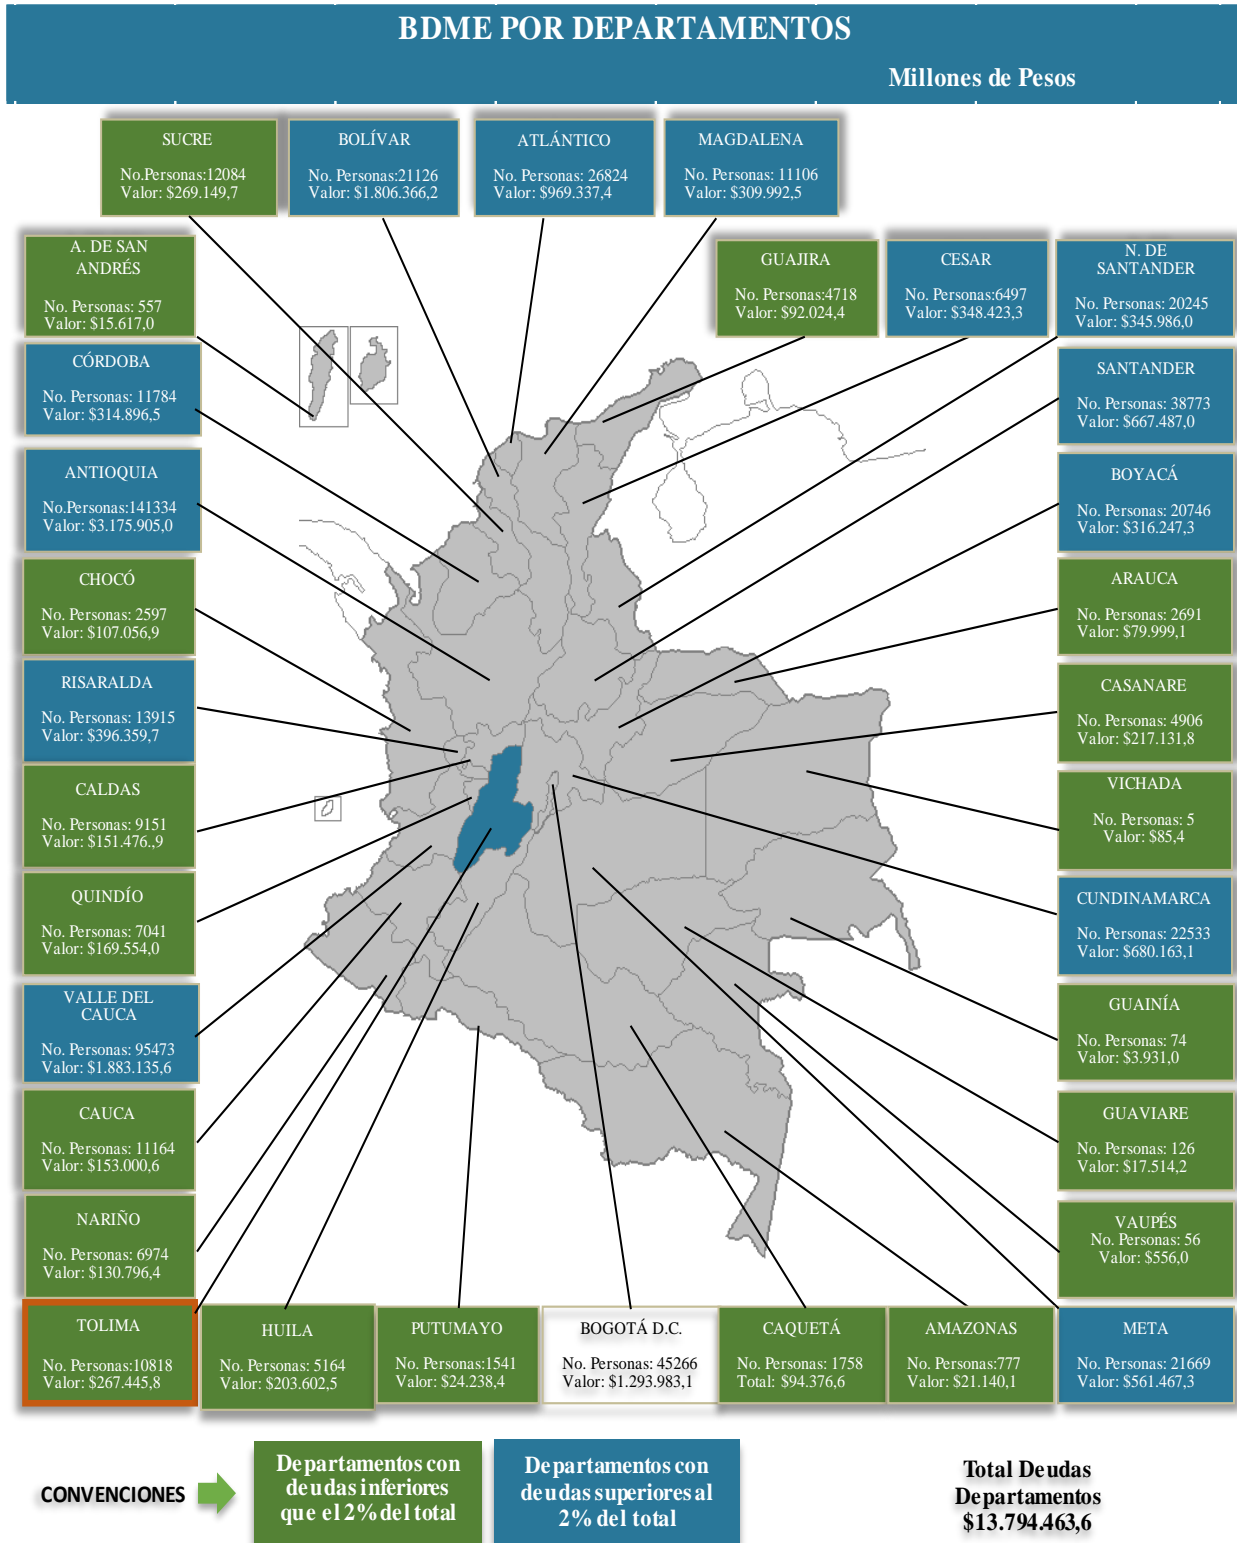 BDME POR DEPARTAMENTOS
Millones de Pesos
SUCRE
No.Personas:12084
Valor: $269.149,7
BOLÍVAR
No. Personas:21126
Valor: $1.806.366,2
ATLÁNTICO
No. Personas: 26824
Valor: $969.337,4
MAGDALENA
No. Personas: 11106
Valor: $309.992,5
A. DE SAN
ANDRÉS
No. Personas: 557
Valor: $15.617,0
GUAJIRA
No. Personas:4718
Valor: $92.024,4
CESAR
No. Personas:6497
Valor: $348.423,3
N. DE
SANTANDER
No. Personas: 20245
Valor: $345.986,0
CÓRDOBA
No. Personas: 11784
Valor: $314.896,5
SANTANDER
No. Personas: 38773
Valor: $667.487,0
ANTIOQUIA
No.Personas:141334
Valor: $3.175.905,0
BOYACÁ
No. Personas: 20746
Valor: $316.247,3
CHOCÓ
No. Personas: 2597
Valor: $107.056,9
ARAUCA
No. Personas: 2691
Valor: $79.999,1
RISARALDA
No. Personas: 13915
Valor: $396.359,7
CASANARE
No. Personas: 4906
Valor: $217.131,8
CALDAS
No. Personas: 9151
Valor: $151.476.,9
VICHADA
No. Personas: 5
Valor: $85,4
QUINDÍO
No. Personas: 7041
Valor: $169.554,0
CUNDINAMARCA
No. Personas: 22533
Valor: $680.163,1
VALLE DEL
CAUCA
No. Personas: 95473
Valor: $1.883.135,6
GUAINÍA
No. Personas: 74
Valor: $3.931,0
CAUCA
No. Personas: 11164
Valor: $153.000,6
GUAVIARE
No. Personas: 126
Valor: $17.514,2
NARIÑO
No. Personas: 6974
Valor: $130.796,4
VAUPÉS
No. Personas: 56
Valor: $556,0
TOLIMA
No. Personas:10818
Valor: $267.445,8
HUILA
No. Personas: 5164
Valor: $203.602,5
PUTUMAYO
No. Personas:1541
Valor: $24.238,4
BOGOTÁ D.C.
No. Personas: 45266
Valor: $1.293.983,1
CAQUETÁ
No. Personas: 1758
Total: $94.376,6
AMAZONAS
No. Personas:777
Valor: $21.140,1
META
No. Personas: 21669
Valor: $561.467,3
CONVENCIONES
Departamentos con
deudas inferiores
que el 2% del total
Departamentos con
deudas superiores al
2% del total
Total Deudas
Departamentos
$13.794.463,6